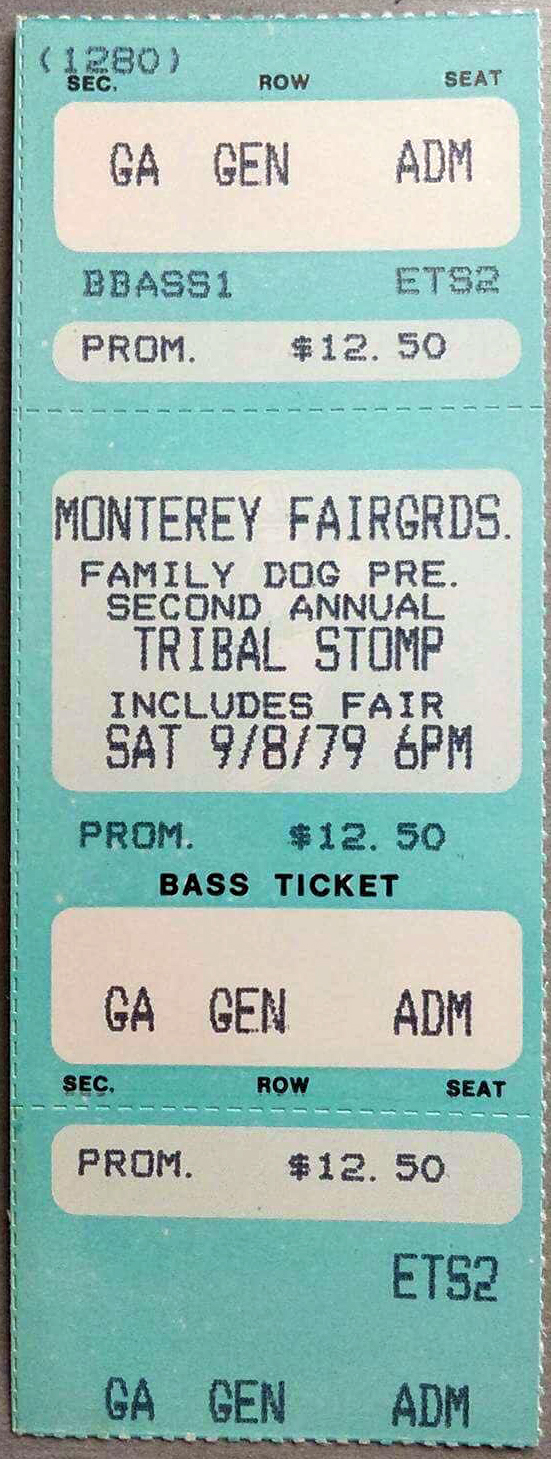 (1280)
SEC. ROW SEAT
GA GEN ADM
BBASS1 ETS2
PROM. $12.50
MONTEREY FAIRGRDS.
FAMILY DOG PRE.
SECOND ANNUAL
TRIBAL STOMP
INCLUDES FAIR
SAT 9/8/79 6PM
PROM. $12.50
BASS TICKET
GA GEN ADM
SEC. ROW SEAT
PROM. $12.50
ETS2
GA GEN ADM